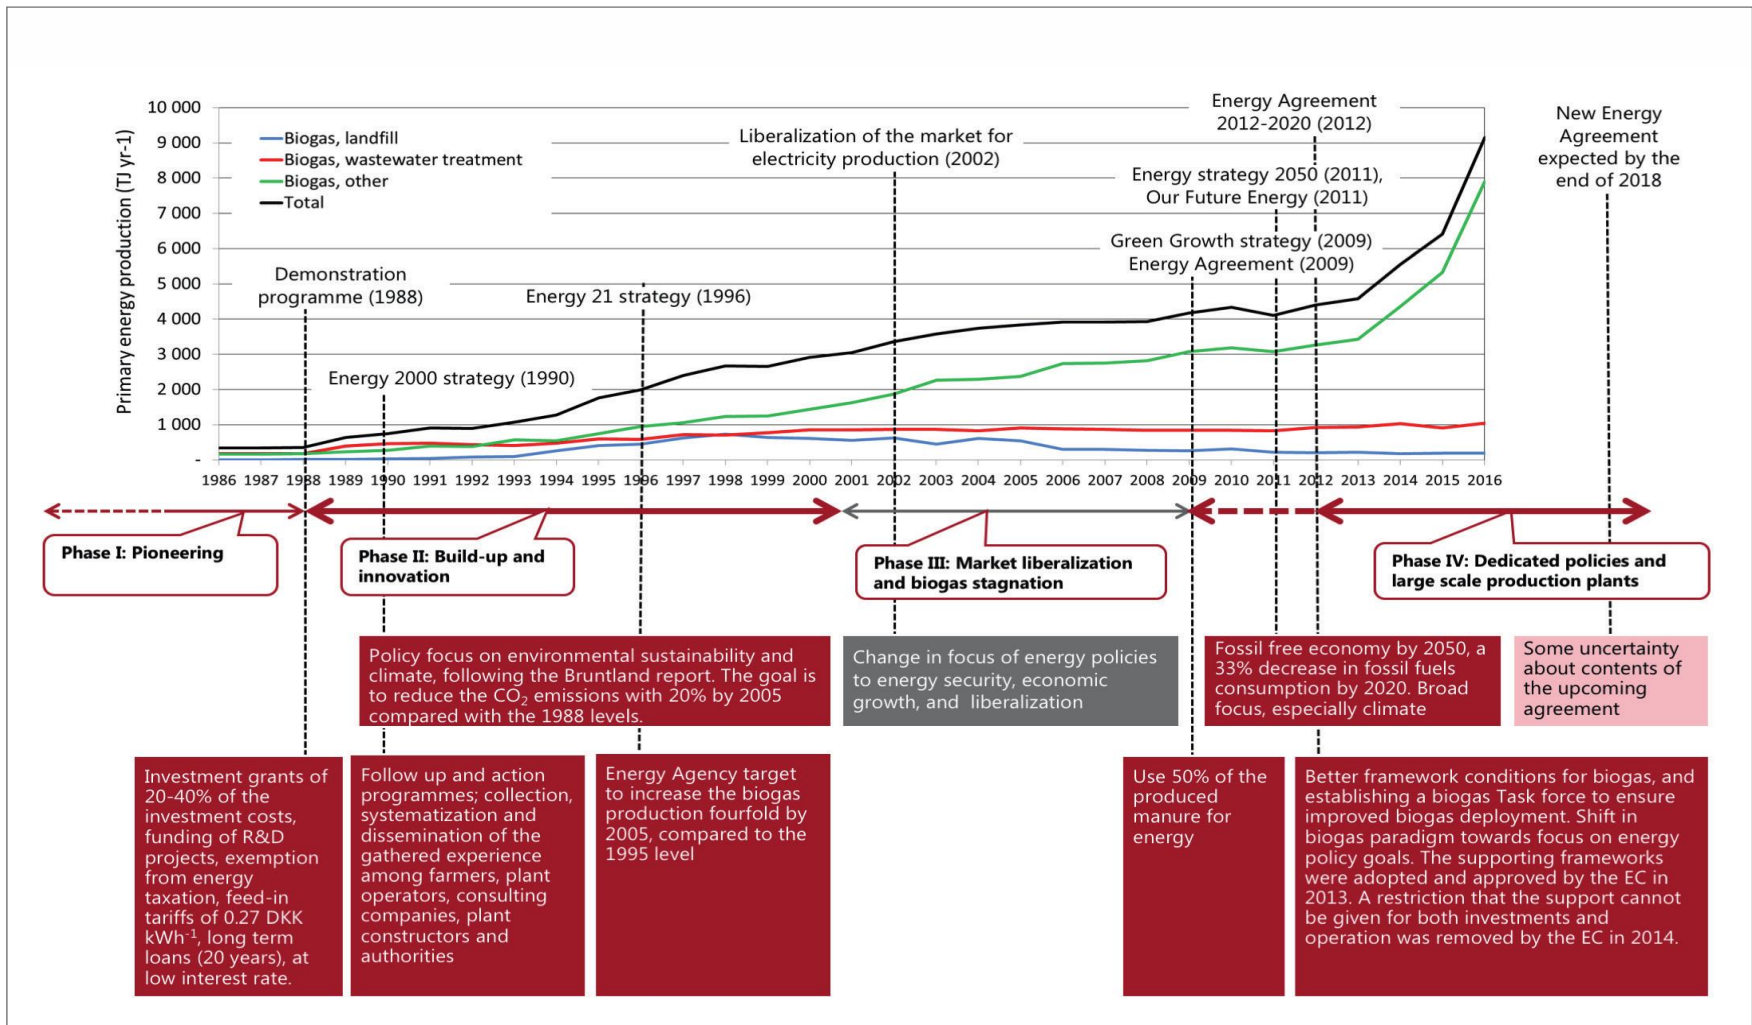 10 000
9 000
8 000
7 000
6 000
5 000
4 000
3 000
2 000
1 000
-
Primary energy production (TJ yr-1)
Biogas, landfill
Biogas, wastewater treatment
Biogas, other
Total
Demonstration
programme (1988)
Energy 2000 strategy (1990)
Energy 21 strategy (1996)
Liberalization of the market for
electricity production (2002)
Energy Agreement
2012-2020 (2012)
Energy strategy 2050 (2011),
Our Future Energy (2011)
Green Growth strategy (2009)
Energy Agreement (2009)
New Energy
Agreement
expected by the
end of 2018
1986 1987 1988 1989 1990 1991 1992 1993 1994 1995 1996 1997 1998 1999 2000 2001 2002 2003 2004 2005 2006 2007 2008 2009 2010 2011 2012 2013 2014 2015 2016
Phase I: Pioneering
Phase II: Build-up and
innovation
Phase III: Market liberalization
and biogas stagnation
Phase IV: Dedicated policies and
large scale production plants
Policy focus on environmental sustainability and
climate, following the Bruntland report. The goal is
to reduce the CO₂ emissions with 20% by 2005
compared with the 1988 levels.
Change in focus of energy policies
to energy security, economic
growth, and liberalization
Fossil free economy by 2050, a
33% decrease in fossil fuels
consumption by 2020. Broad
focus, especially climate
Some uncertainty
about contents of
the upcoming
agreement
Investment grants of
20-40% of the
investment costs,
funding of R&D
projects, exemption
from energy
taxation, feed-in
tariffs of 0.27 DKK
kWh⁻¹, long term
loans (20 years), at
low interest rate.
Follow up and action
programmes; collection,
systematization and
dissemination of the
gathered experience
among farmers, plant
operators, consulting
companies, plant
constructors and
authorities
Energy Agency target
to increase the biogas
production fourfold by
2005, compared to the
1995 level
Use 50% of the
produced
manure for
energy
Better framework conditions for biogas, and
establishing a biogas Task force to ensure
improved biogas deployment. Shift in
biogas paradigm towards focus on energy
policy goals. The supporting frameworks
were adopted and approved by the EC in
2013. A restriction that the support cannot
be given for both investments and
operation was removed by the EC in 2014.